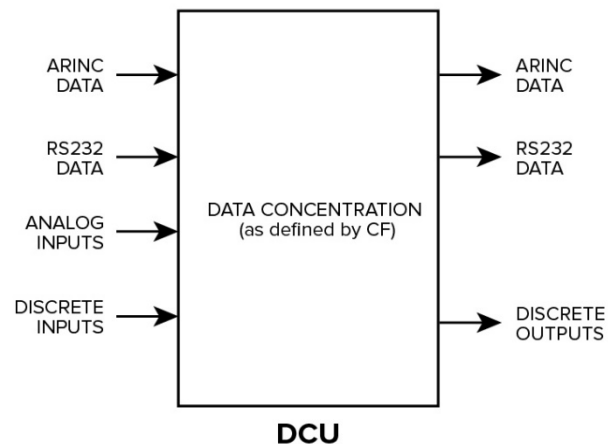 ARINC
DATA
RS232
DATA
ANALOG
INPUTS
DISCRETE
INPUTS
DATA CONCENTRATION
(as defined by CF)
ARINC
DATA
RS232
DATA
DISCRETE
OUTPUTS
DCU